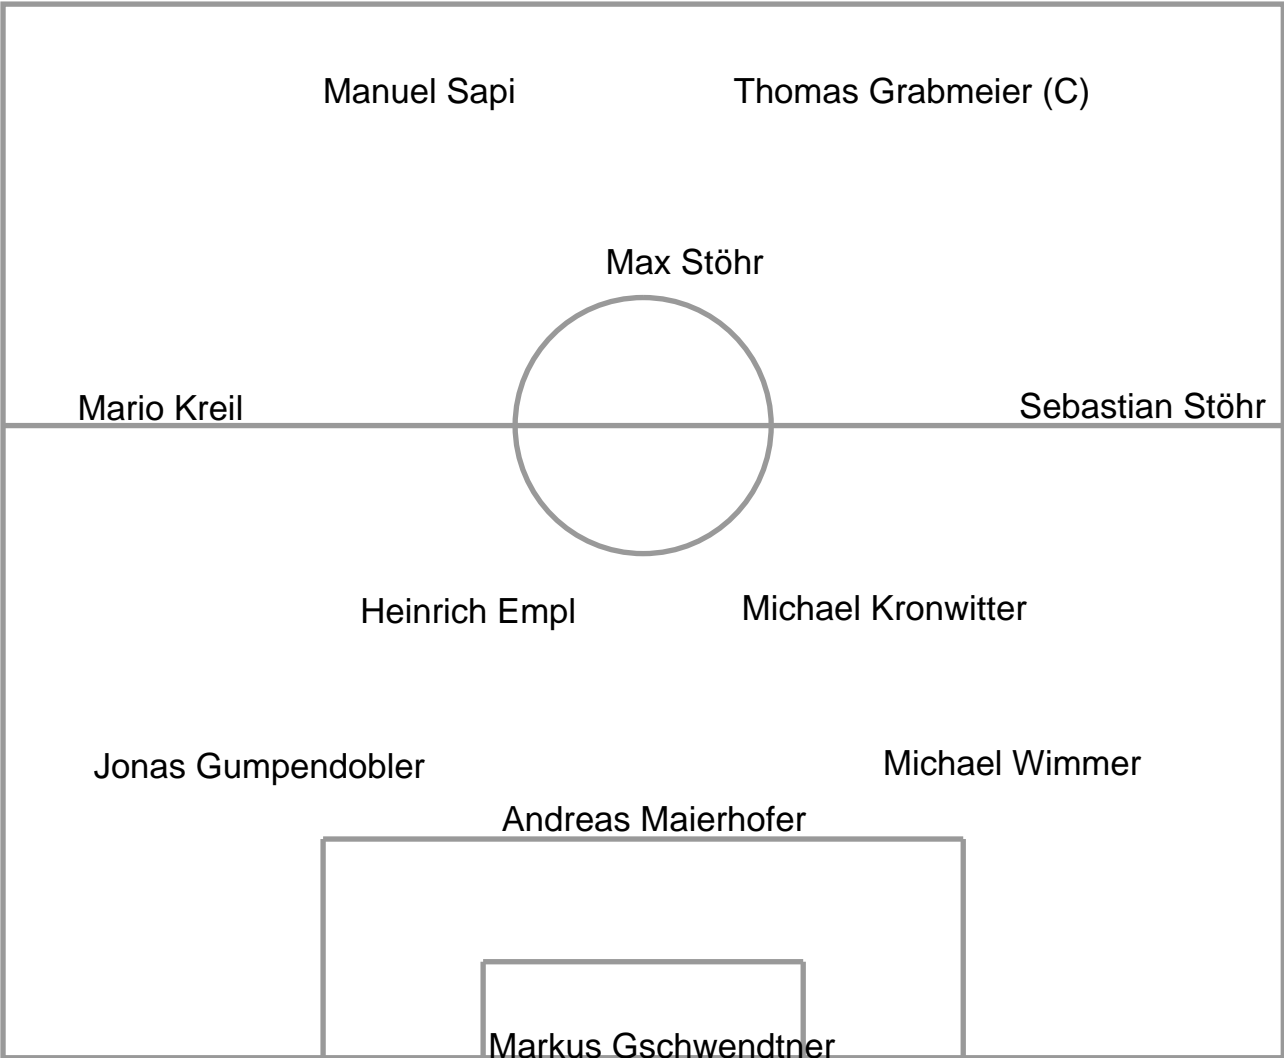 Manuel Sapi
Thomas Grabmeier (C)
Max Stöhr
Mario Kreil
Sebastian Stöhr
Heinrich Empl
Michael Kronwitter
Jonas Gumpendobler
Michael Wimmer
Andreas Maierhofer
Markus Gschwendtner